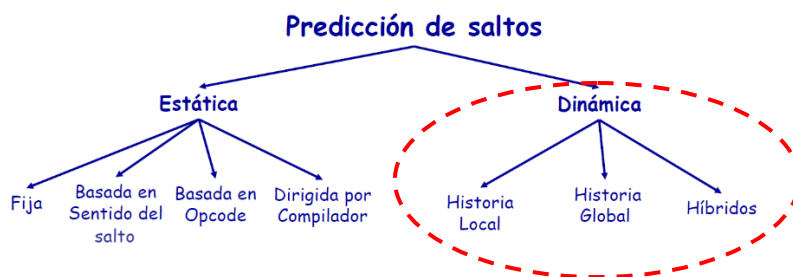 Predicción de saltos
Estática
Dinámica
Fija
Basada en
Sentido del
salto
Basada en
Opcode
Dirigida por
Compilador
Historia
Local
Historia
Global
Híbridos